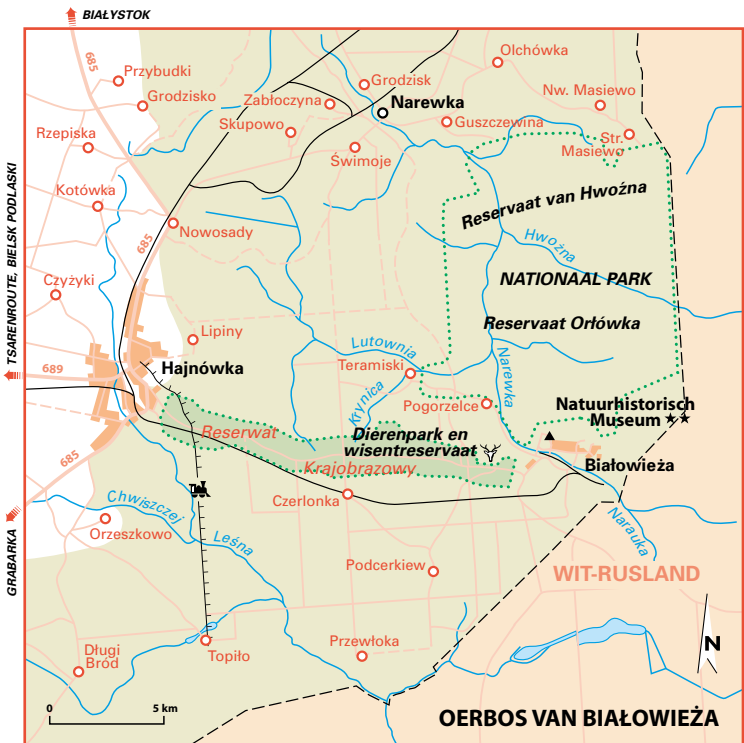 BIAŁYSTOK
685
Przybudki
Grodzisko
Rzepiska
Kotówka
Zabłoczyna
Skupowo
Grodzisk
Narewka
Świmoje
Olchówka
Guszczewina
Nw. Masiewo
Str.
Masiewo
Reservaat van Hwoźna
Hwoźna
NATIONAAL PARK
Reservaat Orłówka
TSARENROUTE, BIELSK PODLASKI
685
Nowosady
Czyżyki
Lipiny
689
Hajnówka
Lutownia
Teramiski
Krynica
Narewka
Pogorzelce
Natuurhistorisch
Museum
Reserwat
Krajobrazowy
Dierenpark en
wisentreservaat
Białowieża
685
GRABARKA
Chwiszczej
Orzeszkowo
Leśna
Czerlonka
Narauka
Podcerkiew
WIT-RUSLAND
Długi
Bród
Topiło
Przewłoka
N
0 5 km
OERBOS VAN BIAŁOWIEŻA